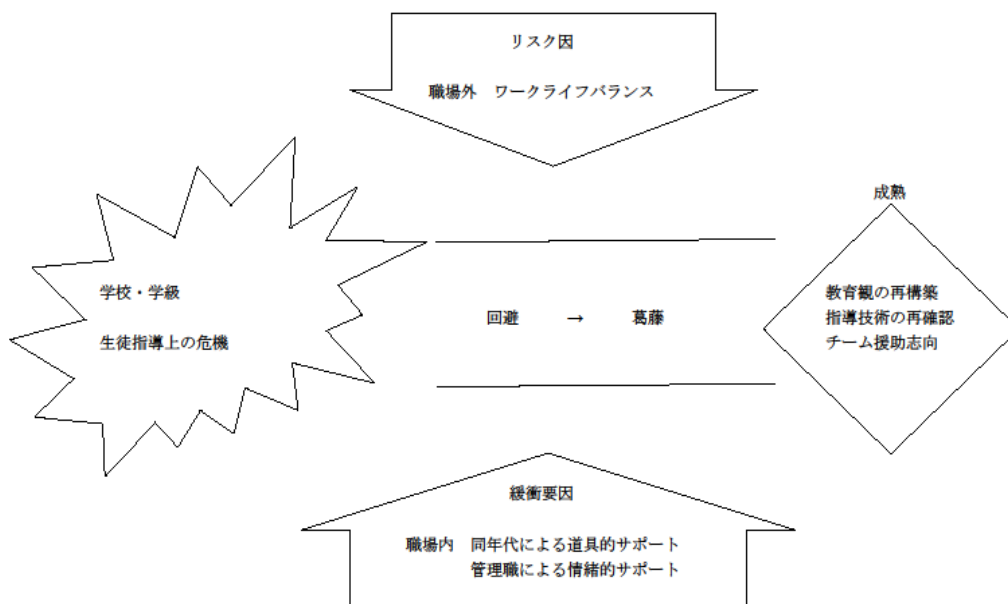 リスク因
職場外　ワークライフバランス
成熟
学校・学級
生徒指導上の危機
回避　→　葛藤
教育観の再構築
指導技術の再確認
チーム援助志向
緩衝要因
職場内　同年代による道具的サポート
管理職による情緒的サポート